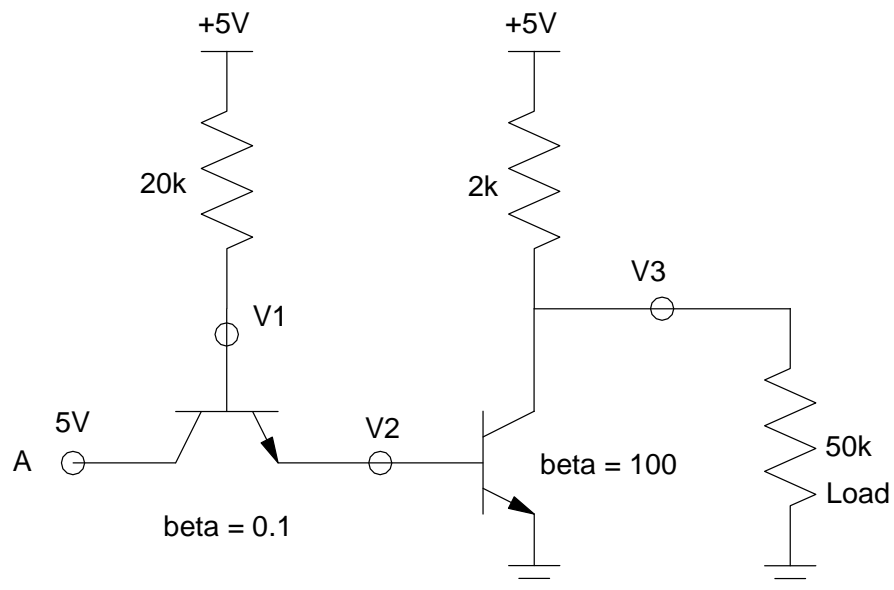 +5V
+5V
20k
2k
V3
V1
5V
V2
A
50k
beta = 100
Load
beta = 0.1